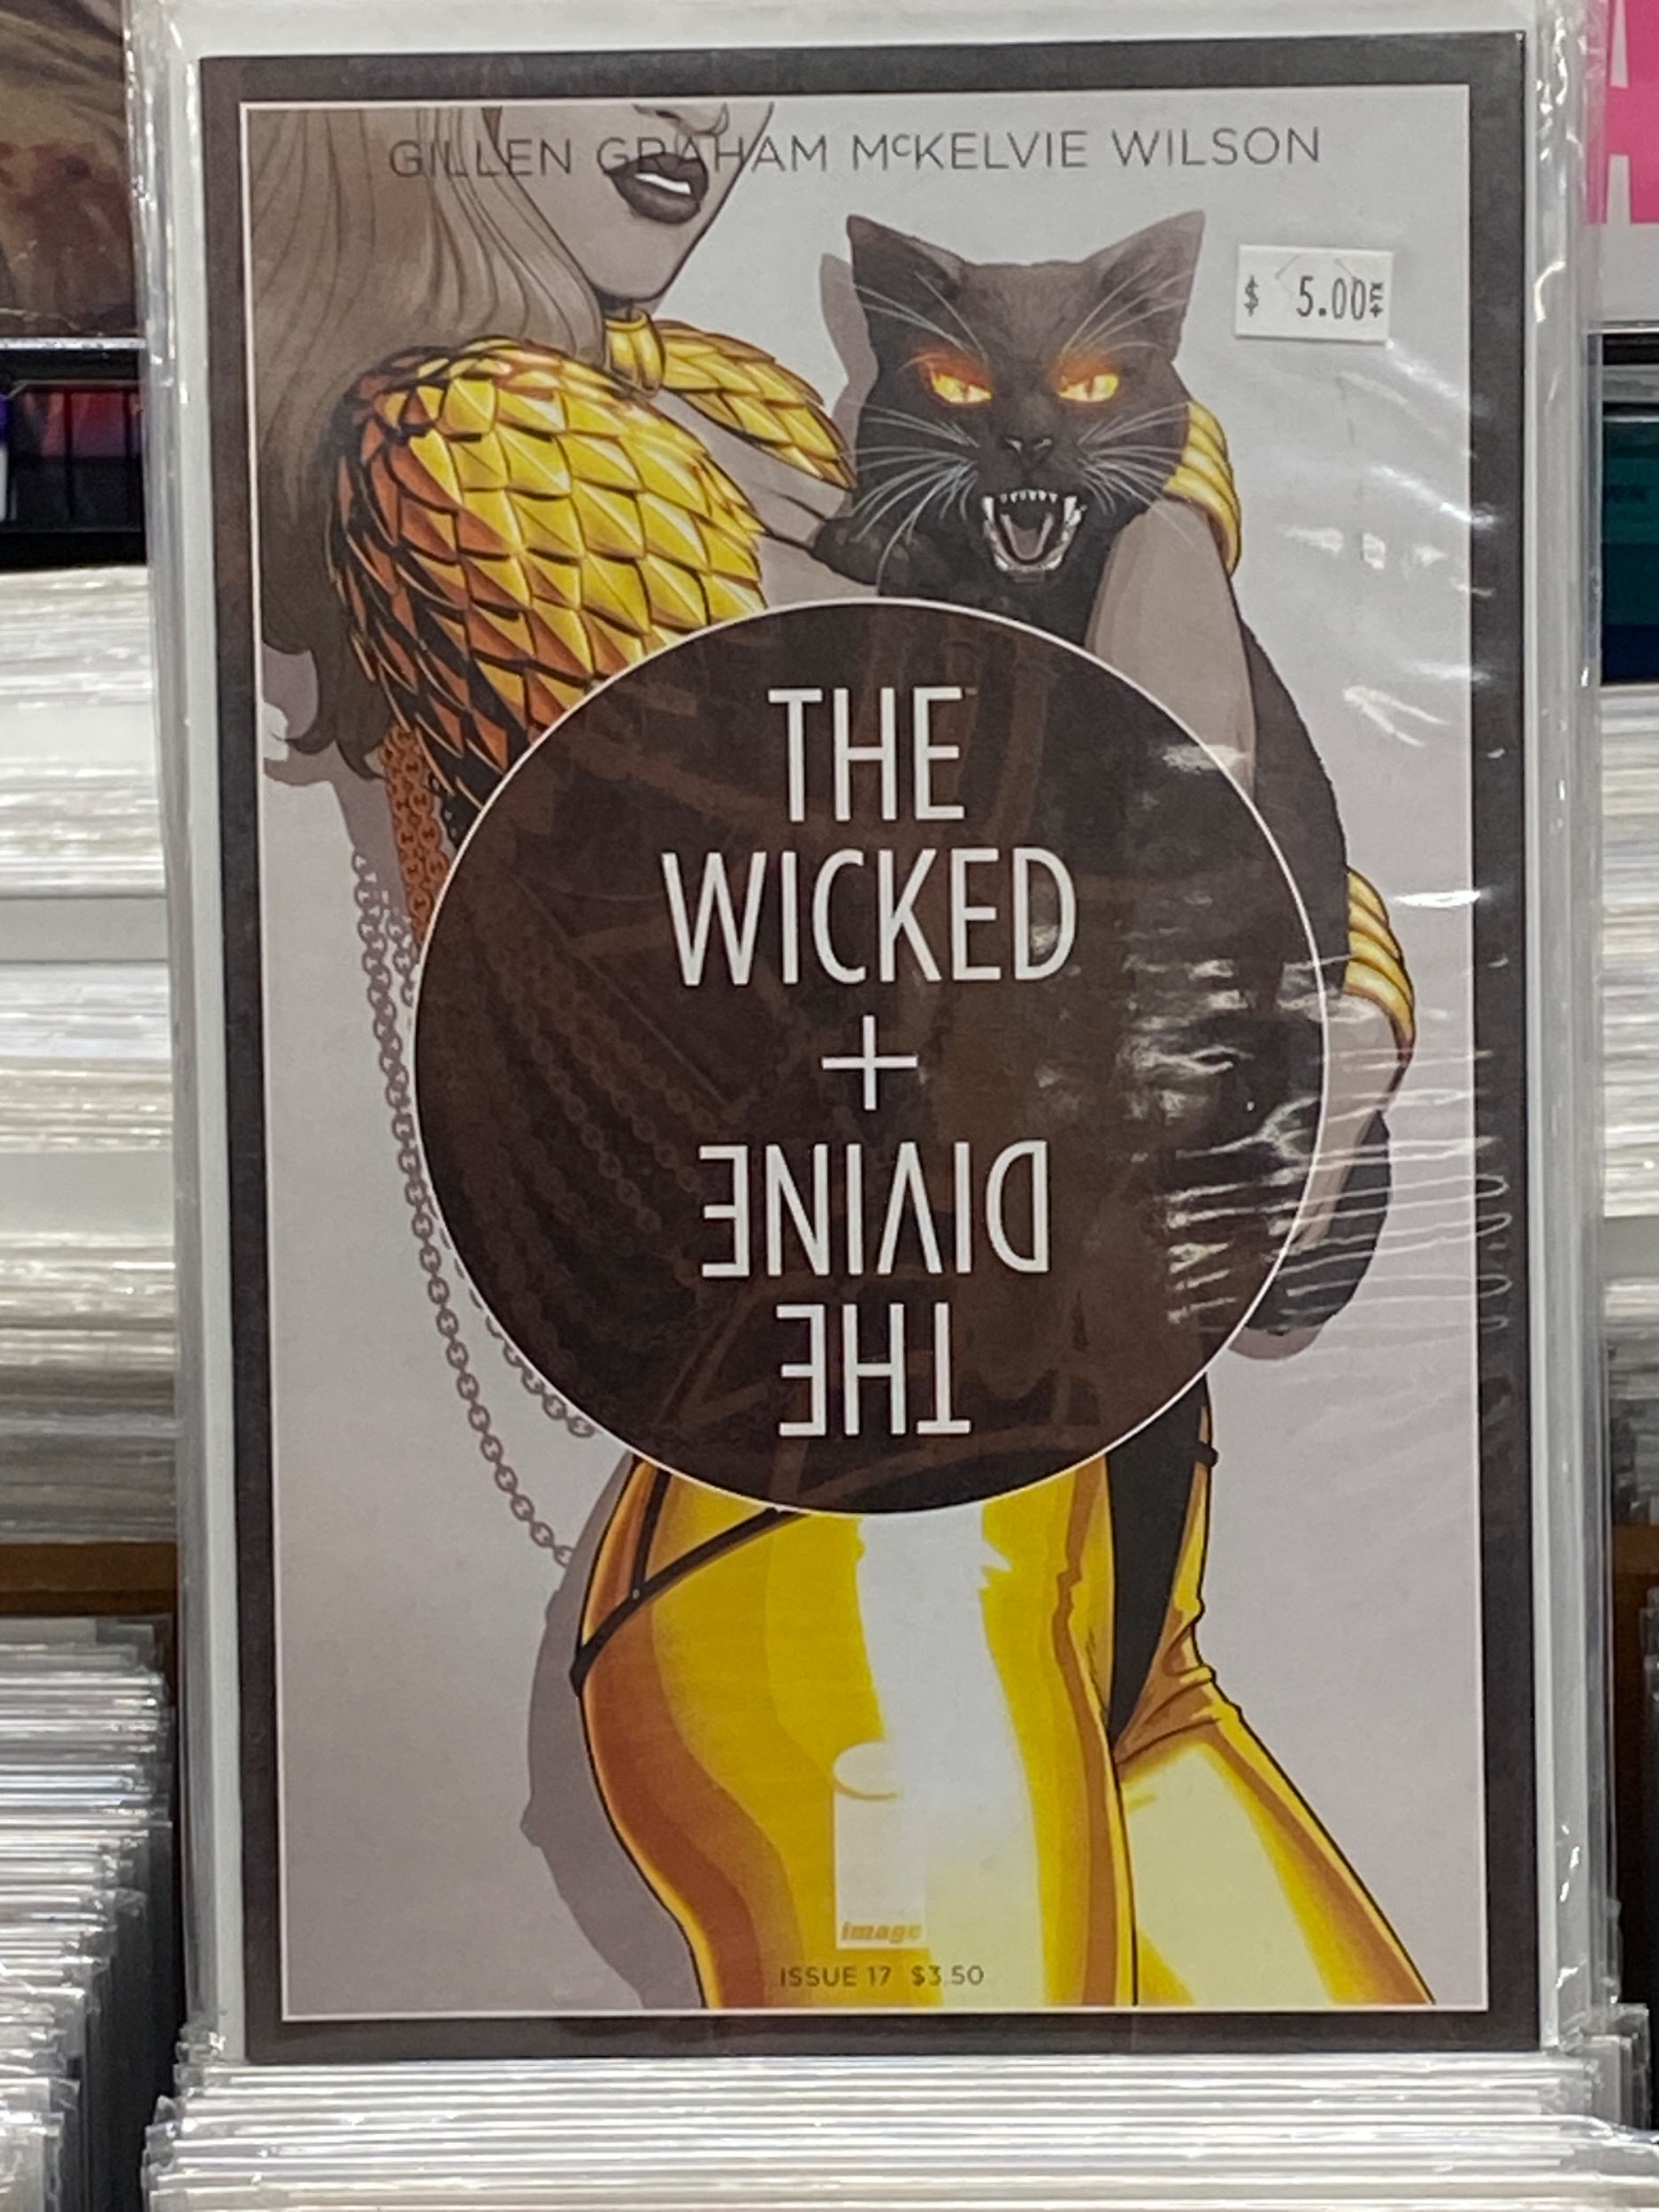 GILLEN GRAHAM McKELVIE WILSON
$ 5.00
THE
WICKED
+
THE
DIVINE
image
ISSUE 17 $3.50